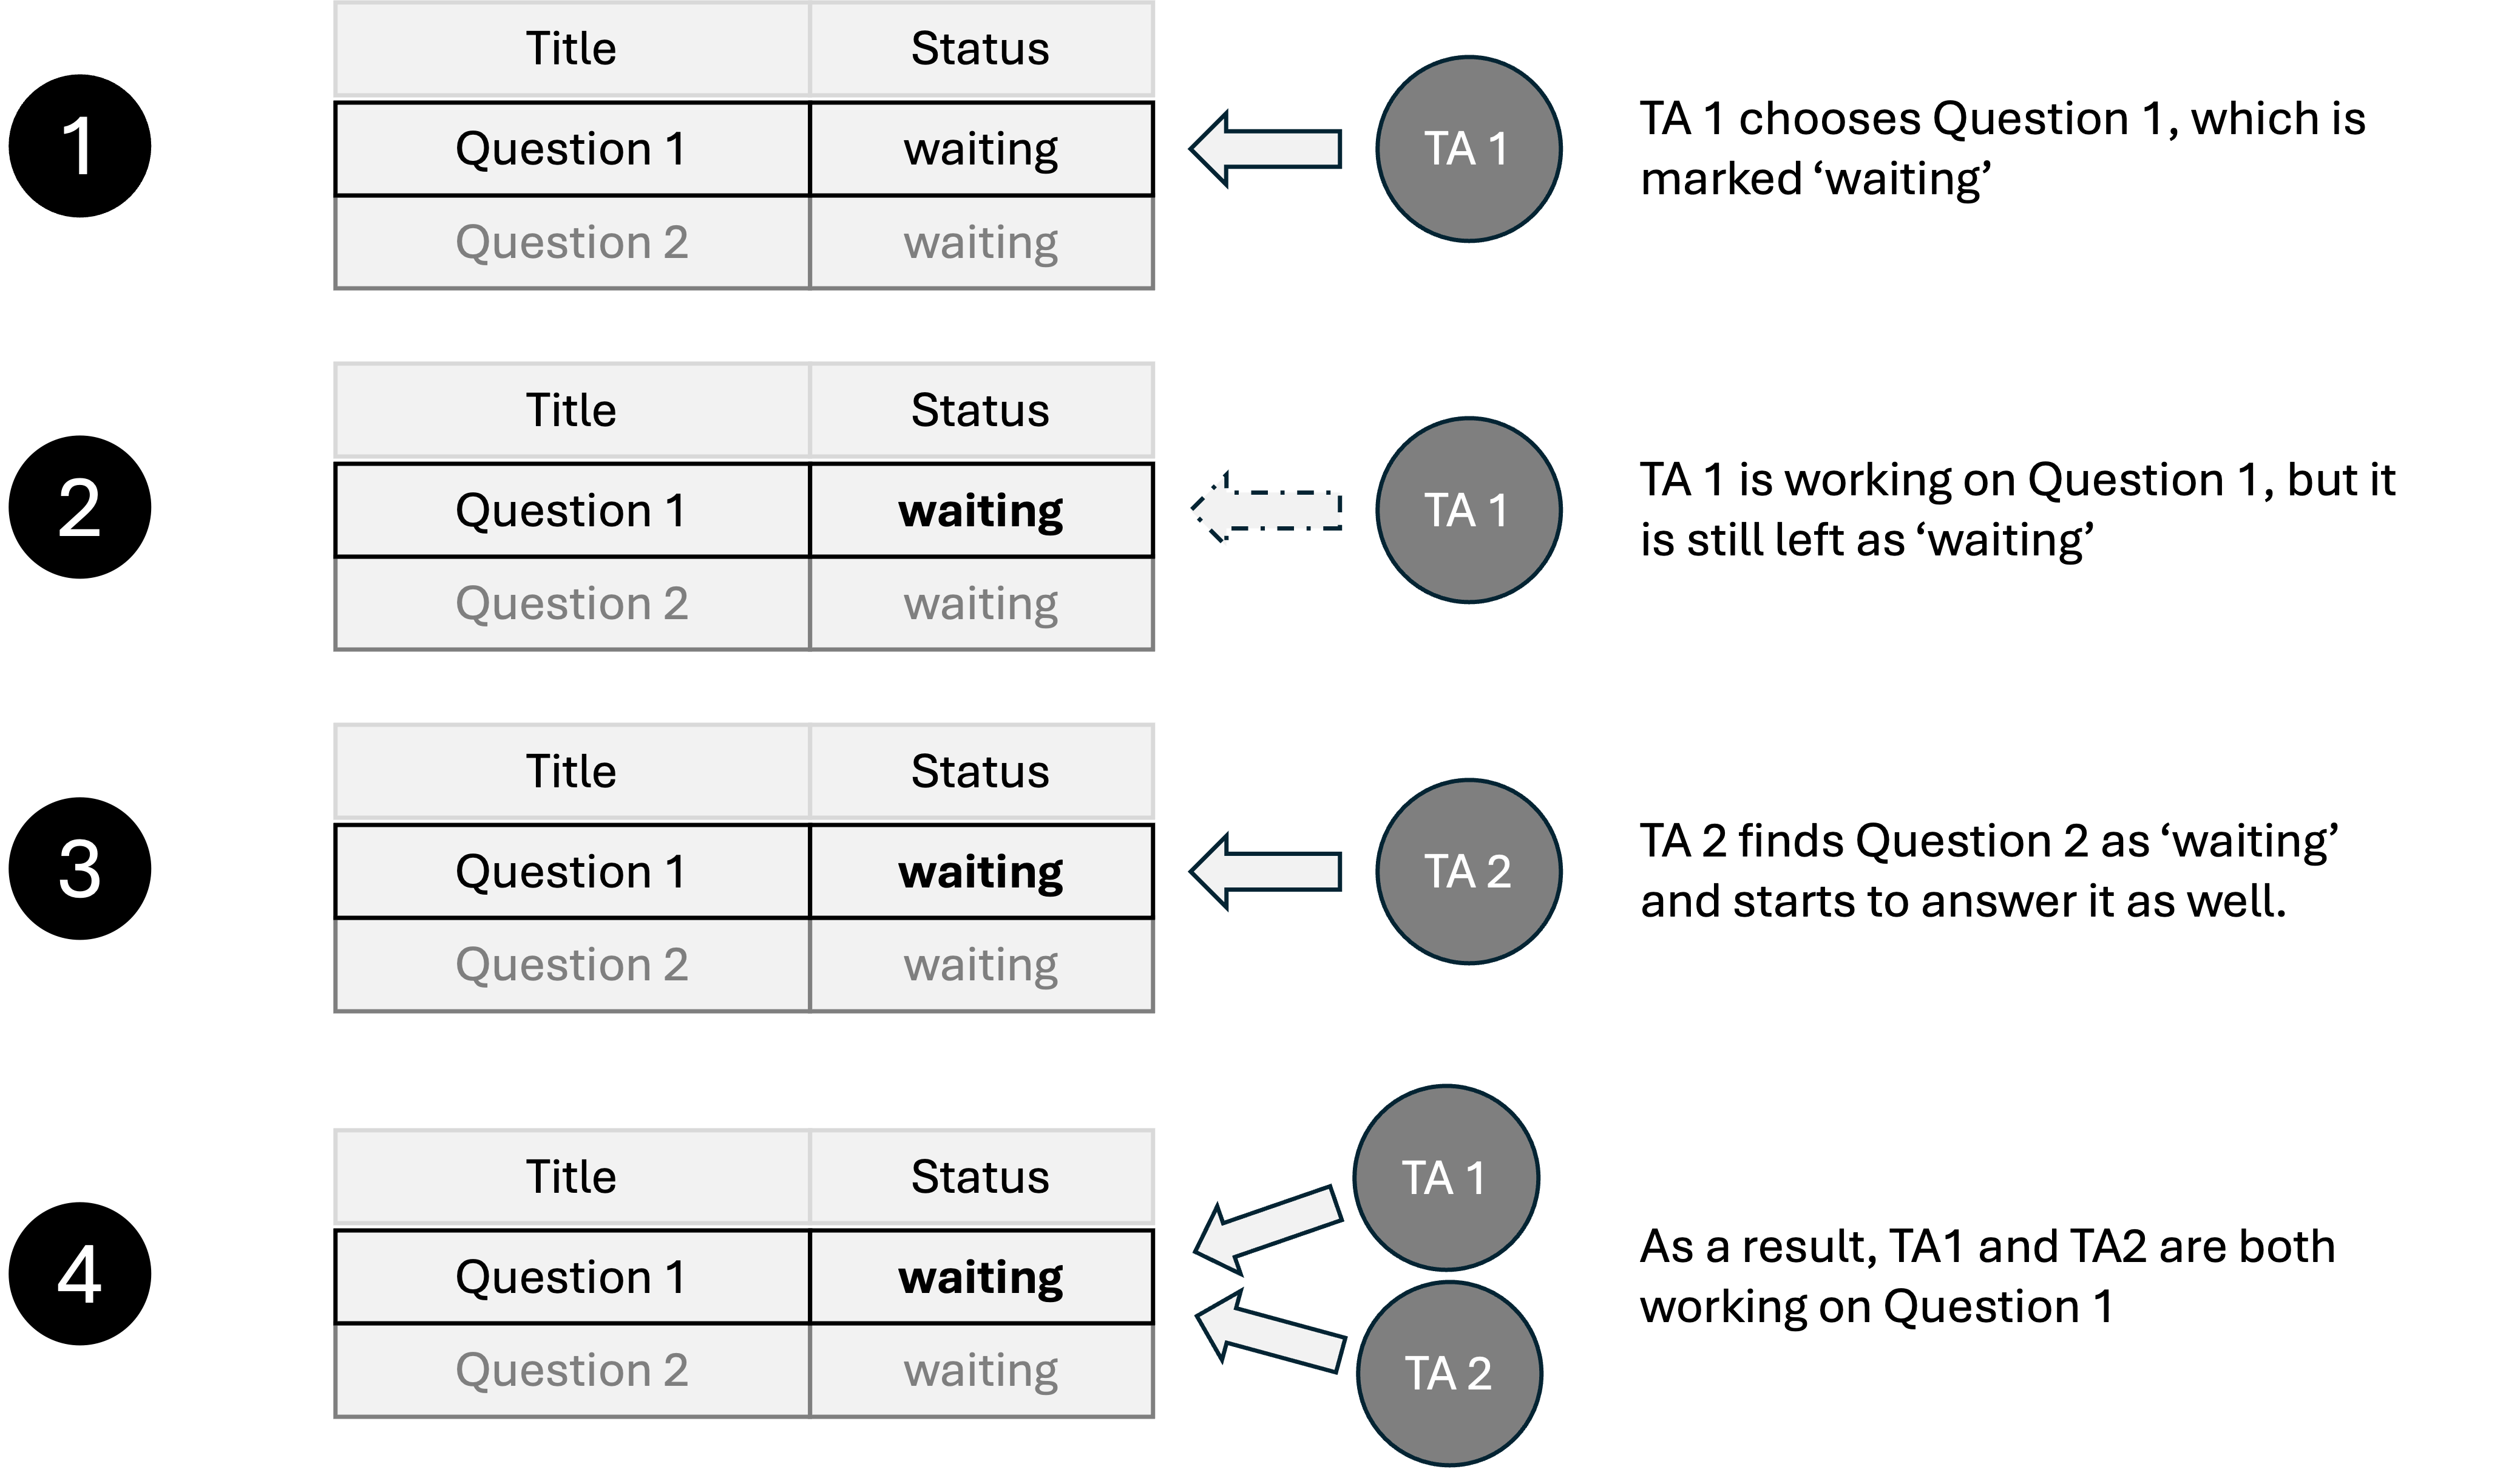 Title Status
1
Question 1 waiting
TA 1
TA 1 chooses Question 1, which is
marked ‘waiting’
Question 2 waiting
Title Status
2
Question 1 waiting
TA 1
TA 1 is working on Question 1, but it
is still left as ‘waiting’
Question 2 waiting
Title Status
3
Question 1 waiting
TA 2
TA 2 finds Question 2 as ‘waiting’
and starts to answer it as well.
Question 2 waiting
Title Status
4
Question 1 waiting
TA 1
TA 2
As a result, TA1 and TA2 are both
working on Question 1
Question 2 waiting